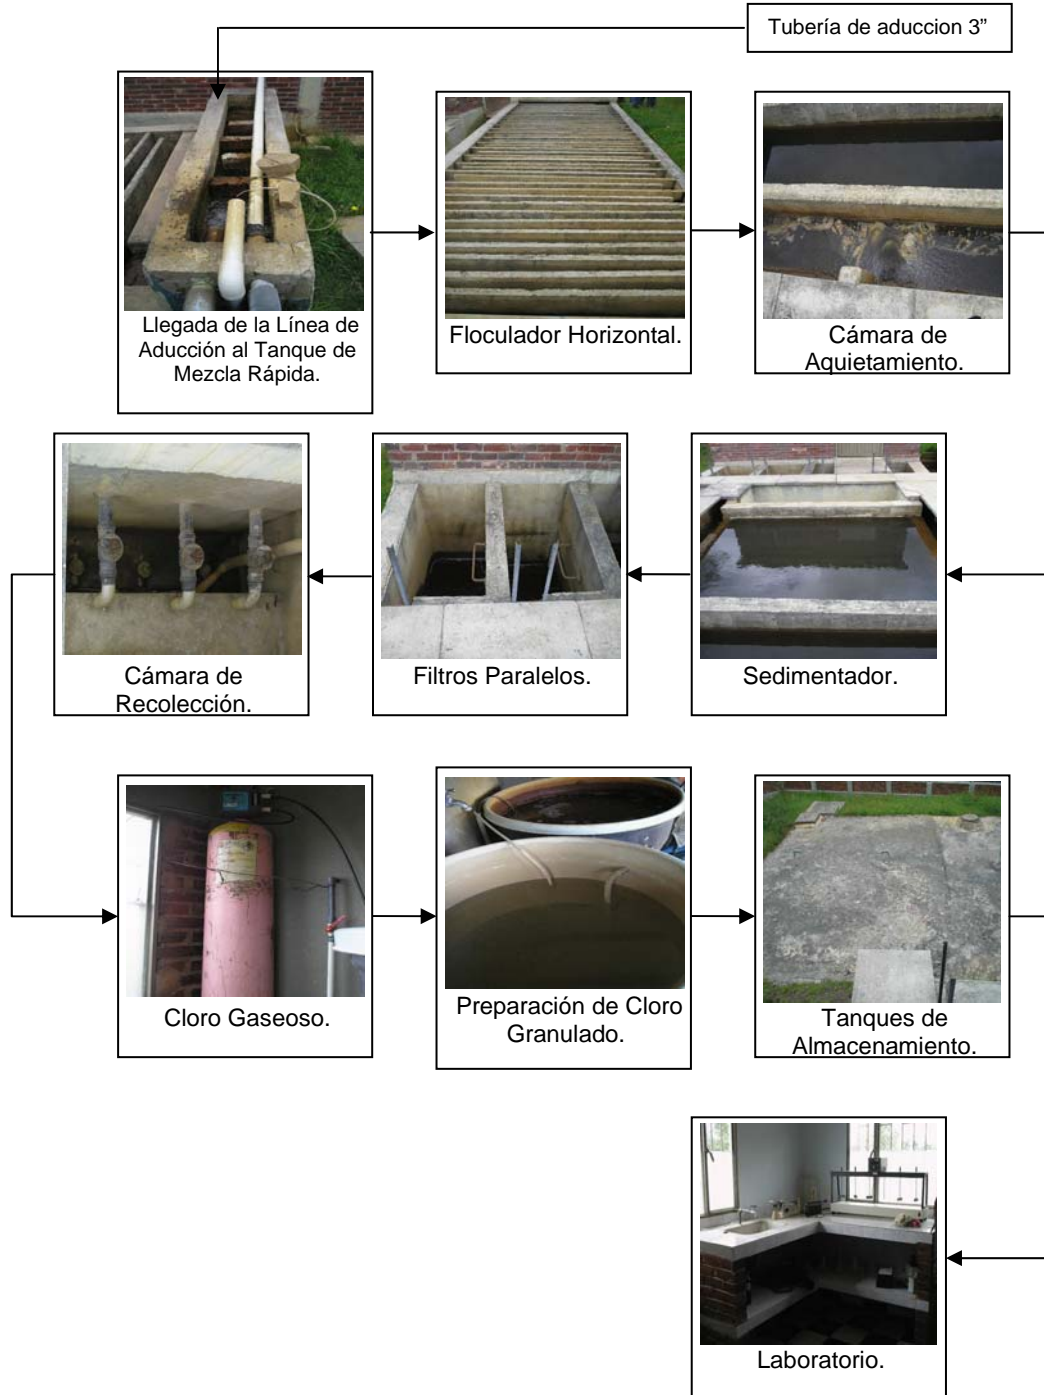 Tubería de aduccion 3”
Llegada de la Línea de
Aducción al Tanque de
Mezcla Rápida.
Floculador Horizontal.
Cámara de
Aquietamiento.
Sedimentador.
Filtros Paralelos.
Cámara de
Recolección.
Cloro Gaseoso.
Preparación de Cloro
Granulado.
Tanques de
Almacenamiento.
Laboratorio.